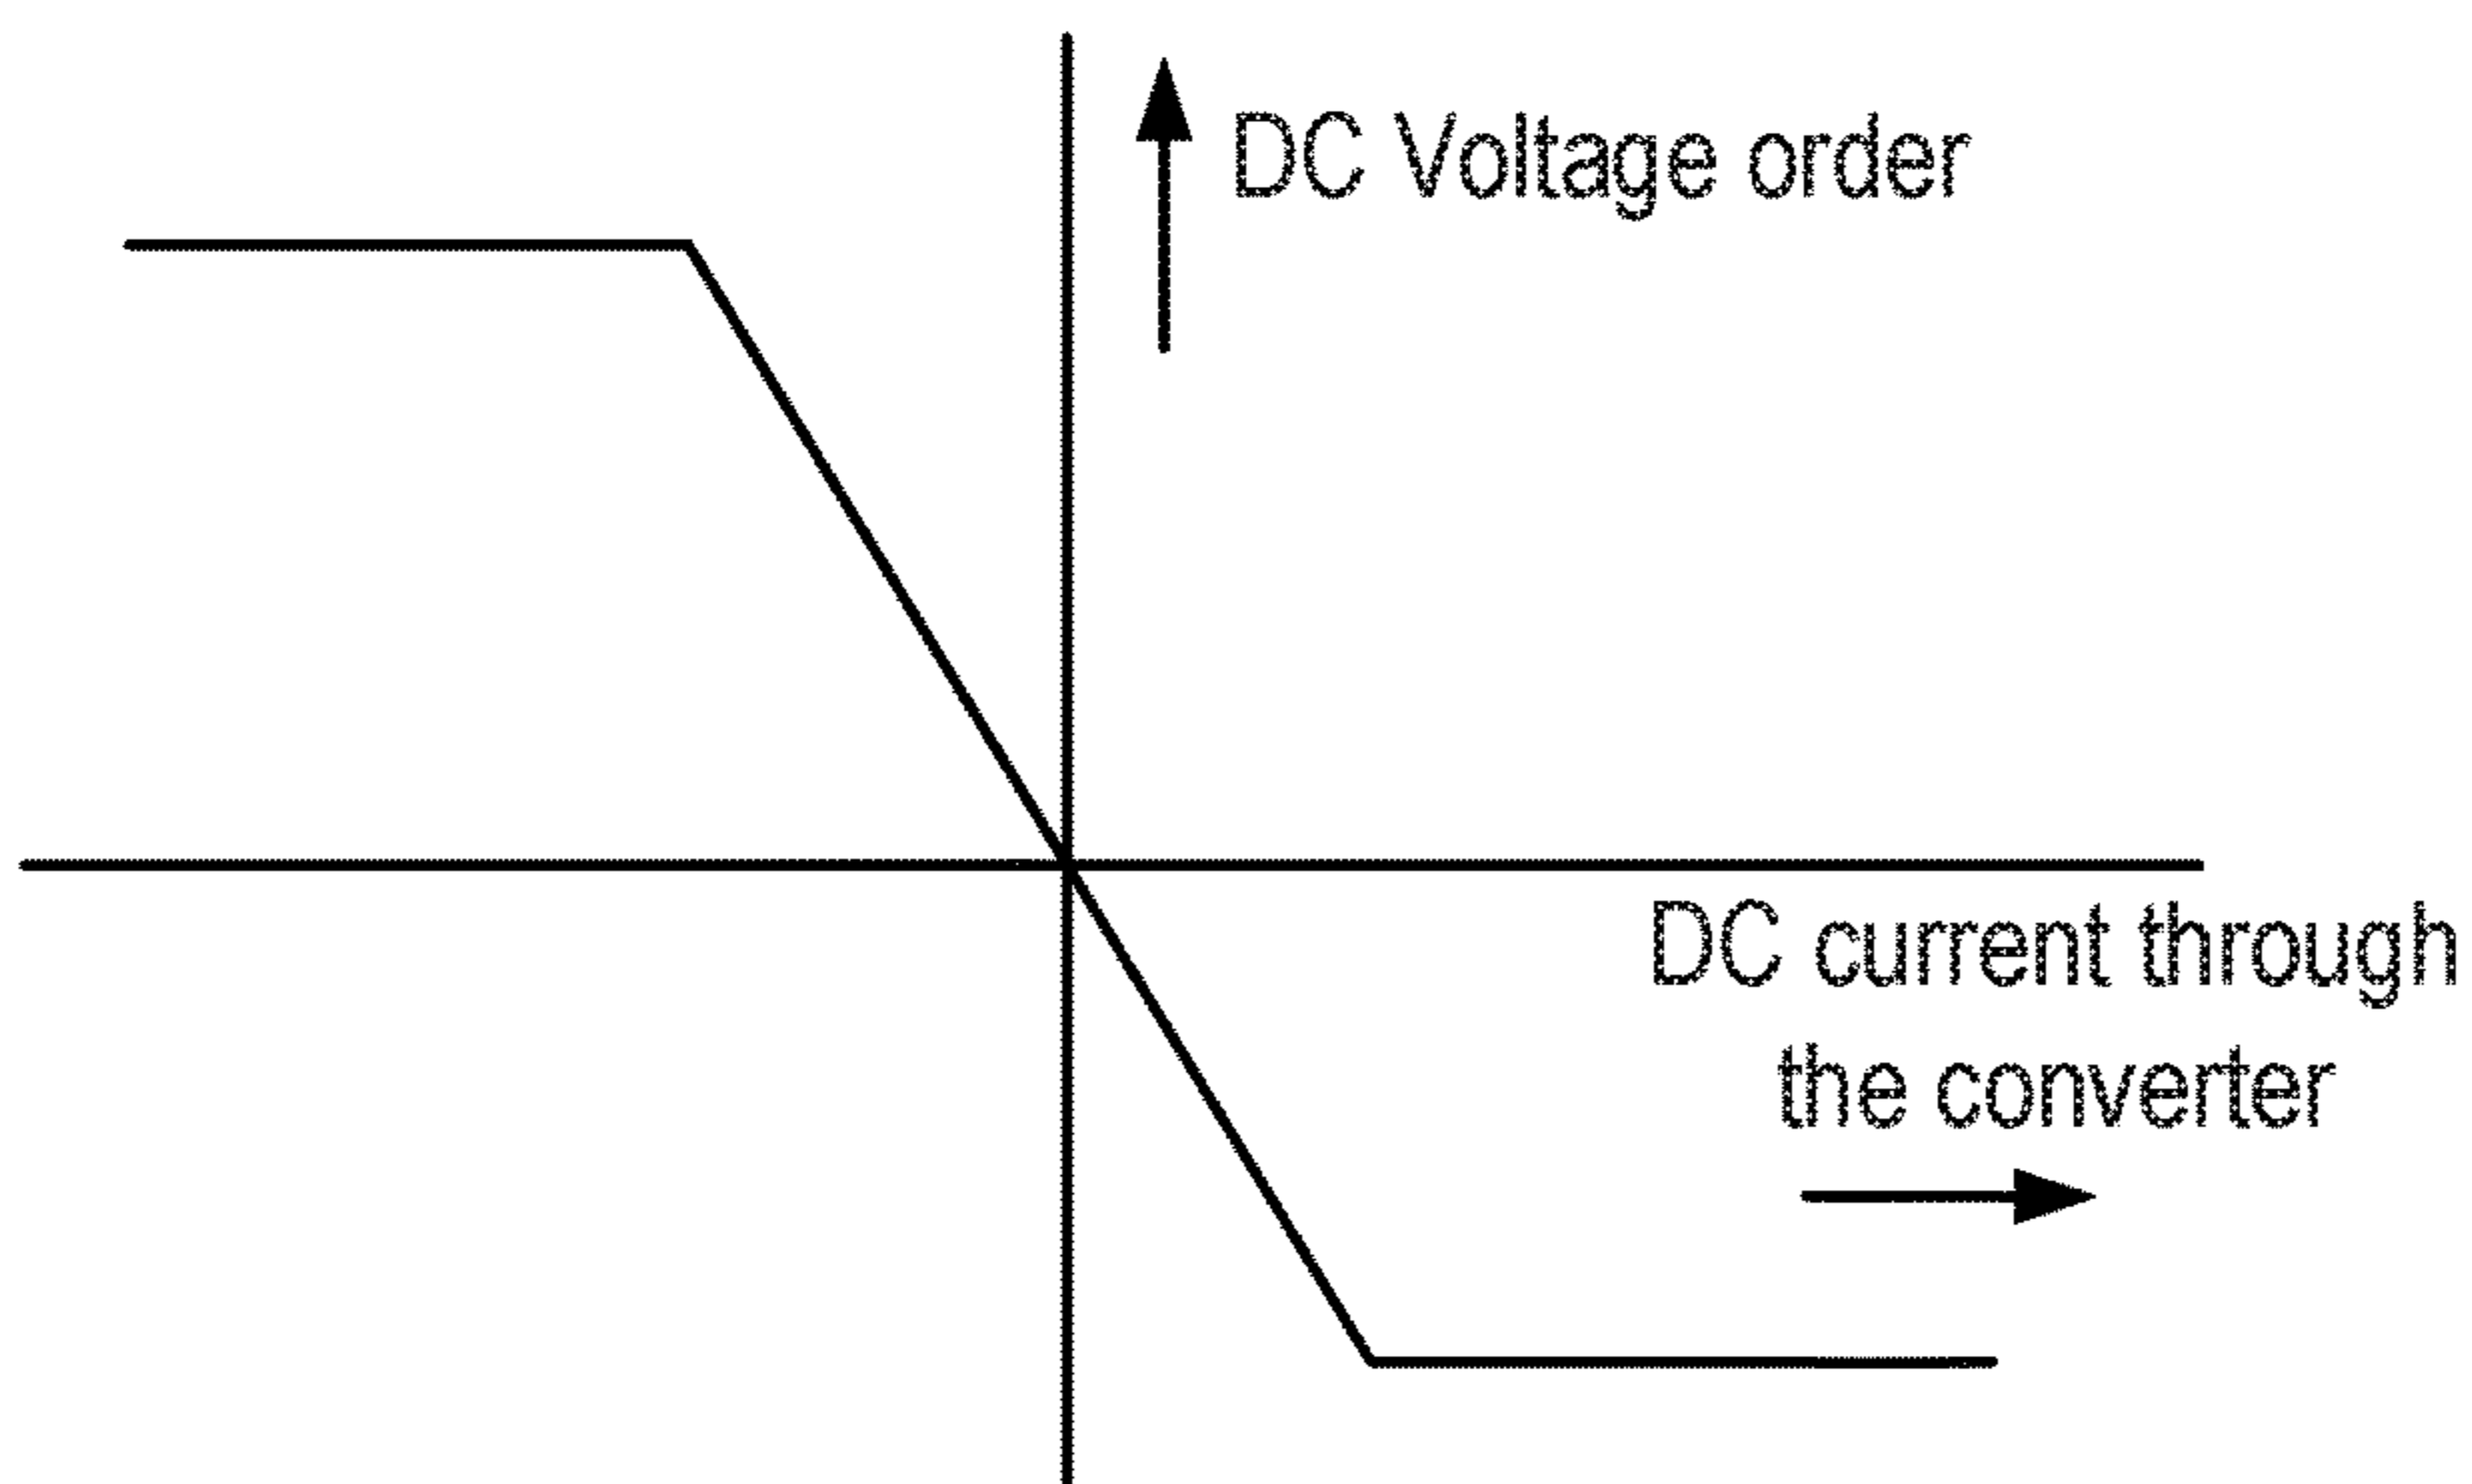 DC Voltage order
DC current through
the converter